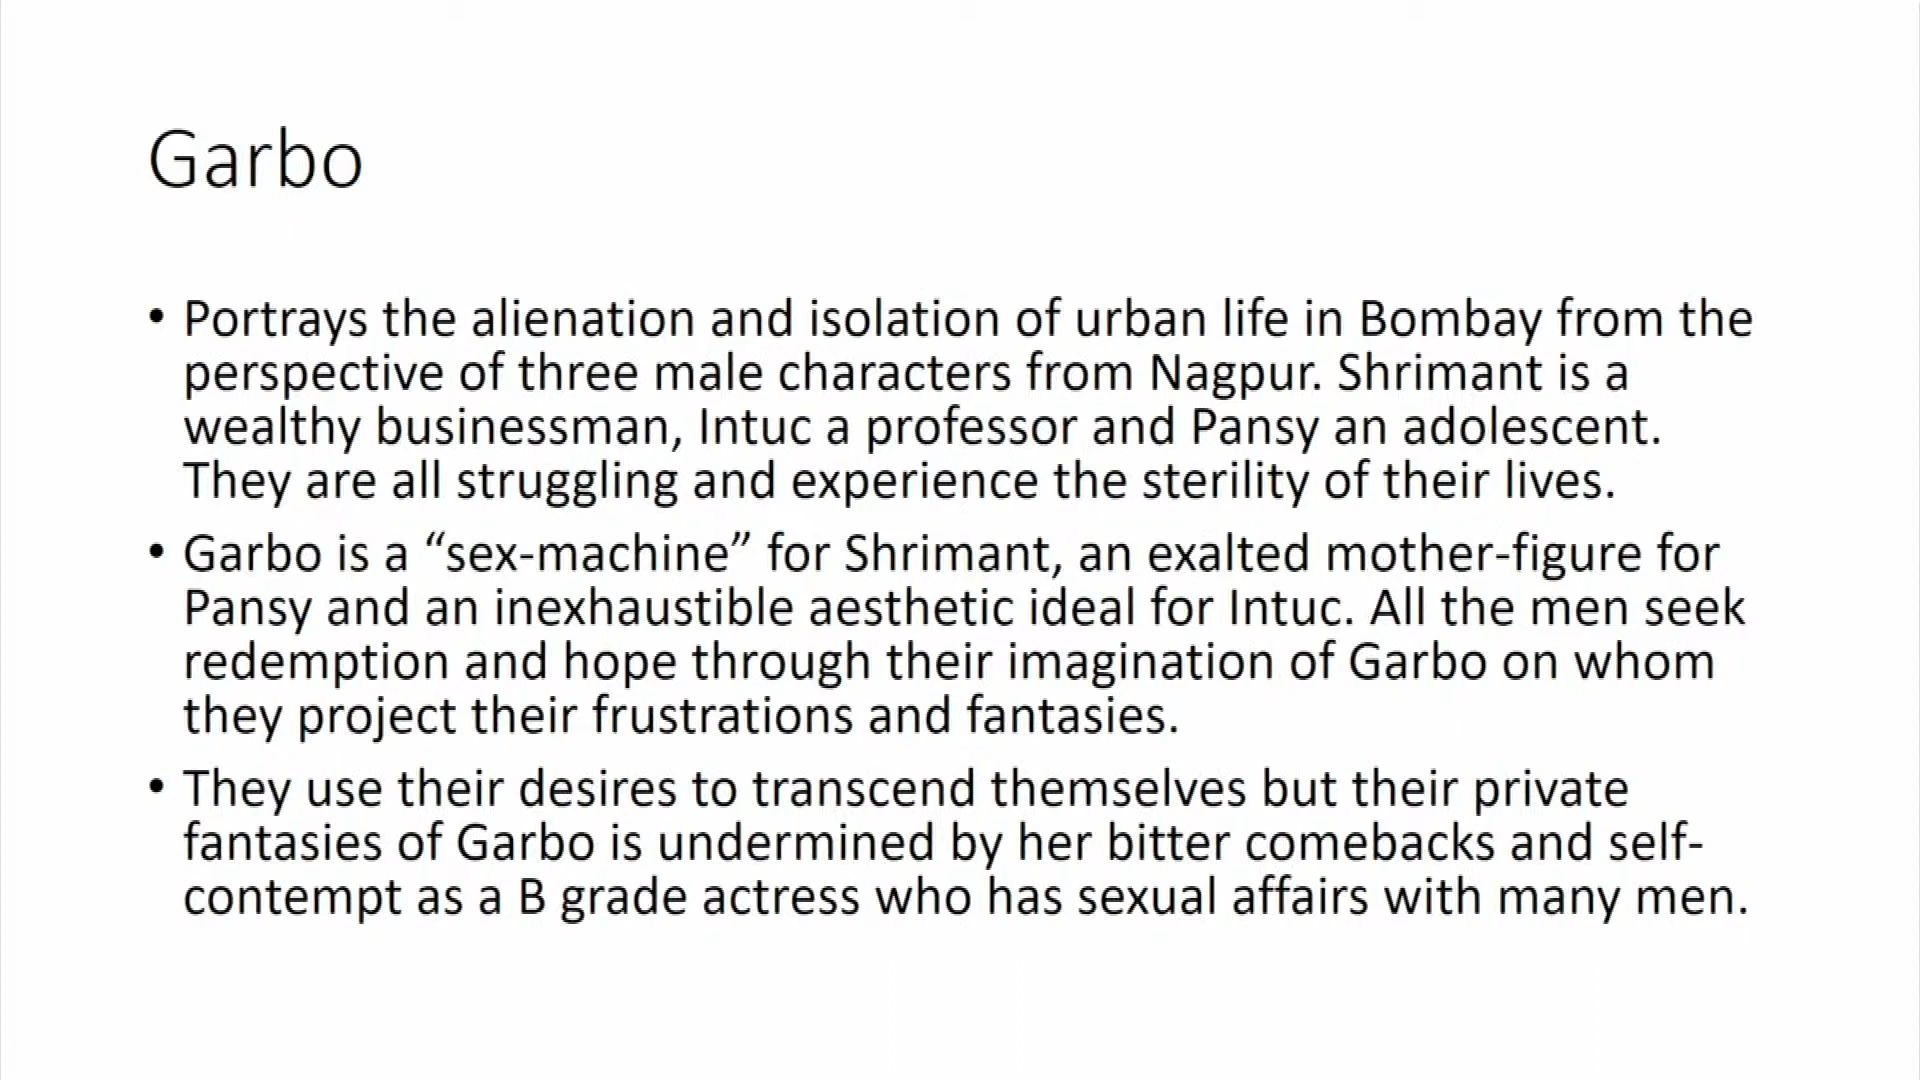 Garbo
• Portrays the alienation and isolation of urban life in Bombay from the
perspective of three male characters from Nagpur. Shrimant is a
wealthy businessman, Intuc a professor and Pansy an adolescent.
They are all struggling and experience the sterility of their lives.
• Garbo is a “sex-machine” for Shrimant, an exalted mother-figure for
Pansy and an inexhaustible aesthetic ideal for Intuc. All the men seek
redemption and hope through their imagination of Garbo on whom
they project their frustrations and fantasies.
• They use their desires to transcend themselves but their private
fantasies of Garbo is undermined by her bitter comebacks and self-
contempt as a B grade actress who has sexual affairs with many men.